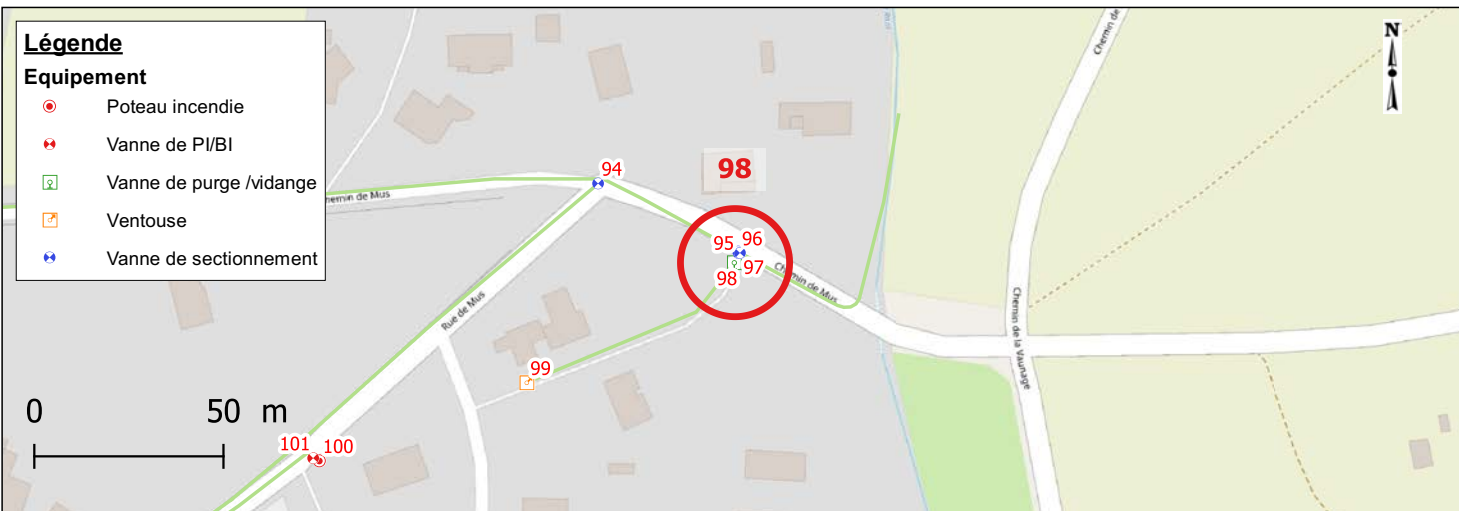 Légende
Equipement
Poteau incendie
Vanne de PI/BI
Vanne de purge /vidange
Ventouse
Vanne de sectionnement
N
Chemin de
94
98
hemin de Mus
95 96
98 97
Chemin de Mus
Rue de Mus
Chemin de la Vaunage
99
0 50 m
101 100